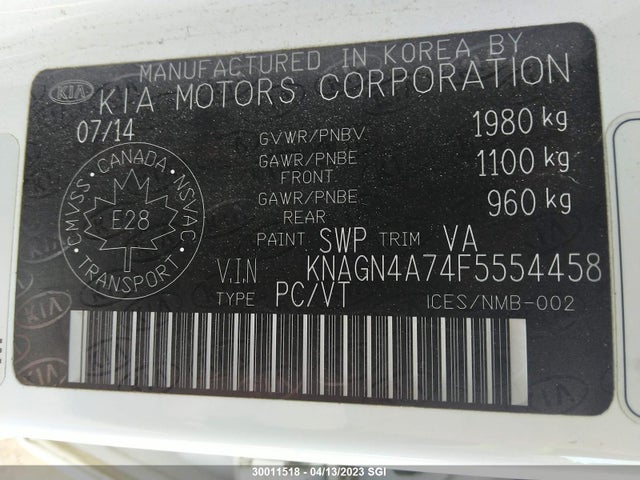 MANUFACTURED IN KOREA BY
KIA
KIA MOTORS CORPORATION
07/14
GVWR/PNBV 1980 kg
GAWR/PNBE FRONT 1100 kg
GAWR/PNBE REAR 960 kg
CANADA
CMVSS NSVAC
E28
TRANSPORT
PAINT SWP TRIM VA
V.I.N KNAGN4A74F5554458
TYPE PC/VT ICES/NMB-002
30011518 - 04/13/2023 SGI